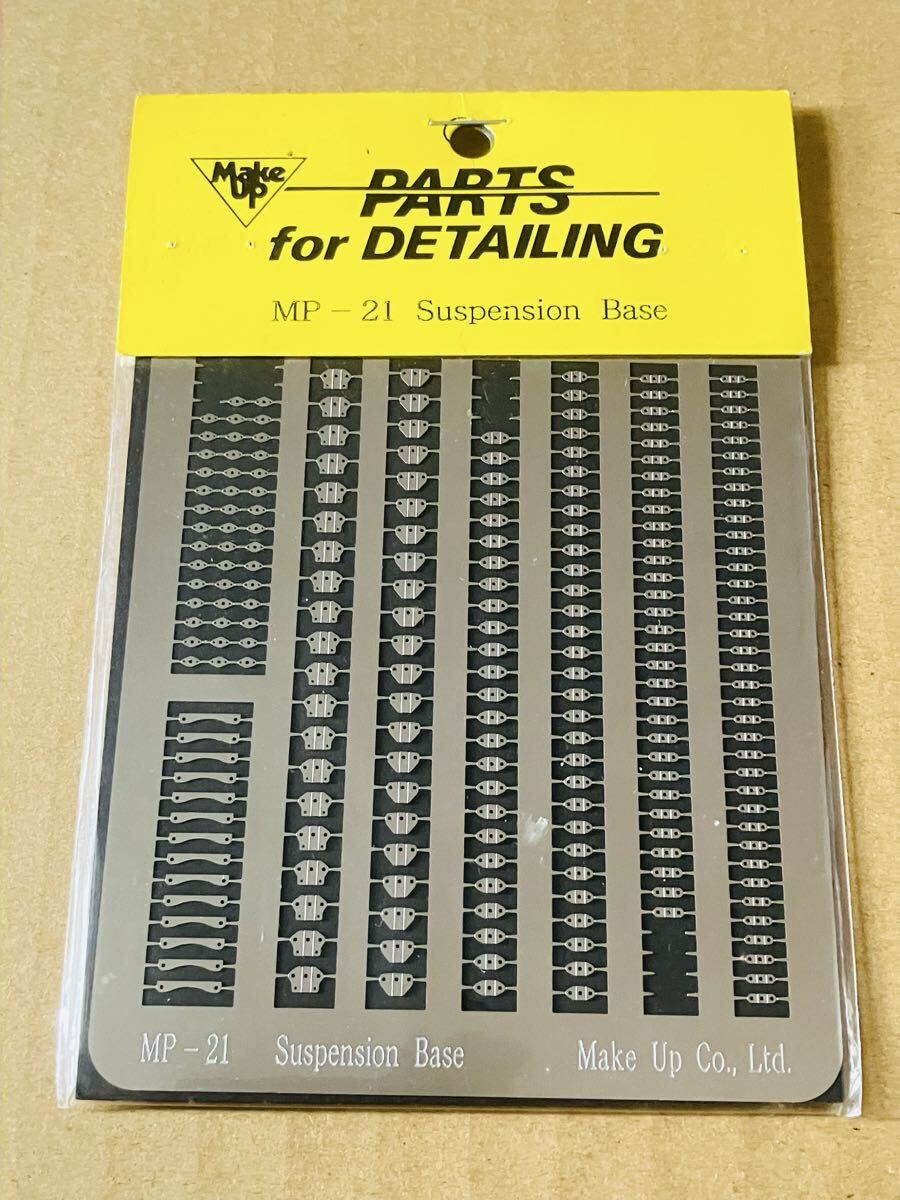 Make
Up
PARTS
for DETAILING
MP - 21 Suspension Base
MP - 21 Suspension Base Make Up Co., Ltd.